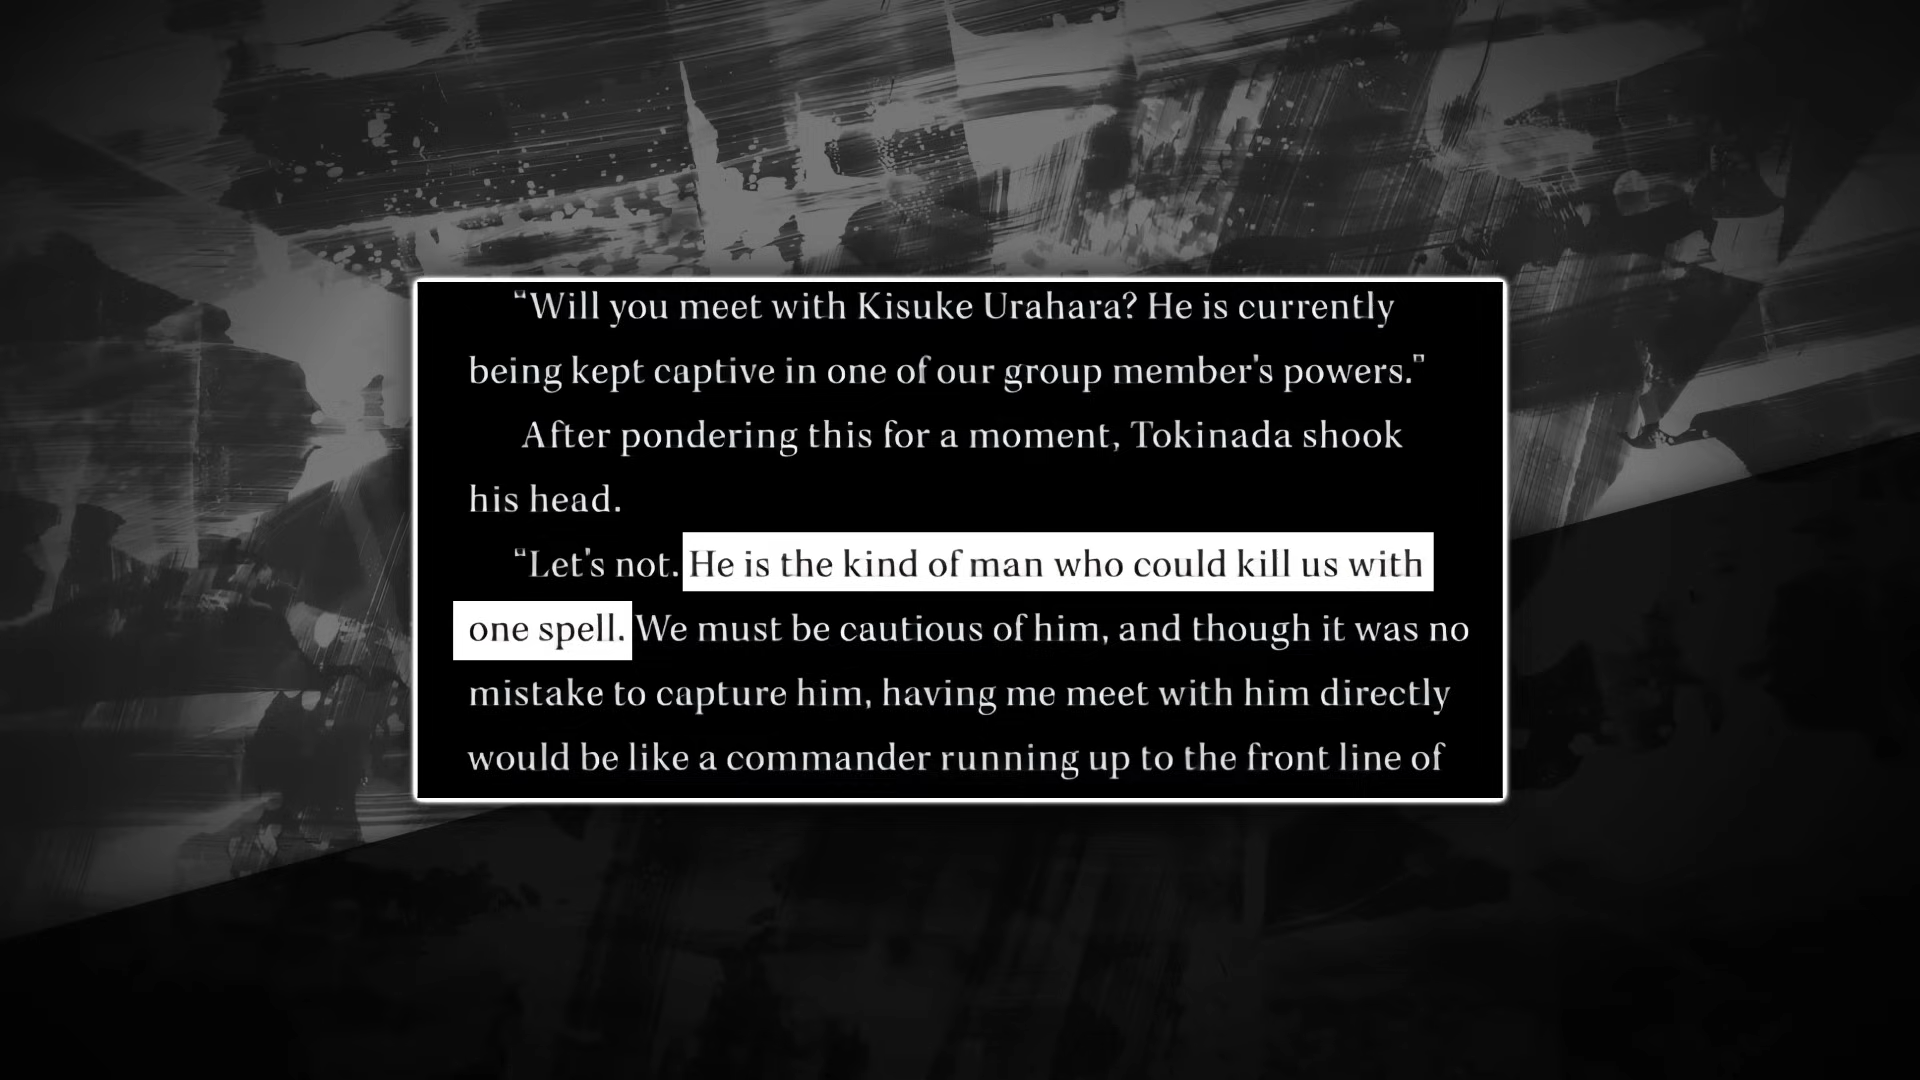 "Will you meet with Kisuke Urahara? He is currently
being kept captive in one of our group member's powers."
After pondering this for a moment, Tokinada shook
his head.
"Let's not. He is the kind of man who could kill us with
one spell. We must be cautious of him, and though it was no
mistake to capture him, having me meet with him directly
would be like a commander running up to the front line of